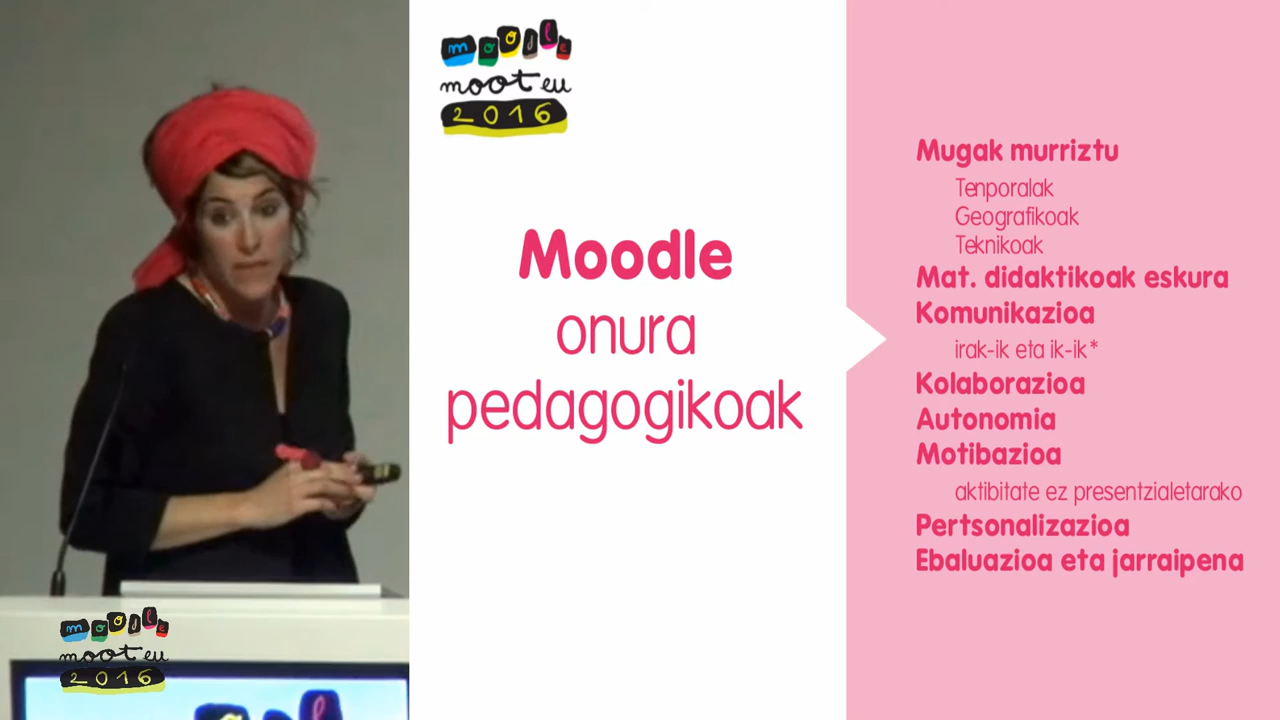 moodle
moot eu
2016
Moodle
onura
pedagogikoak
Mugak murriztu
Tenporalak
Geografikoak
Teknikoak
Mat. didaktikoak eskura
Komunikazioa
irak-ik eta ik-ik*
Kolaborazioa
Autonomia
Motibazioa
aktibitate ez presentzialetarako
Pertsonalizazioa
Ebaluazioa eta jarraipena
moodle
moot eu
2016